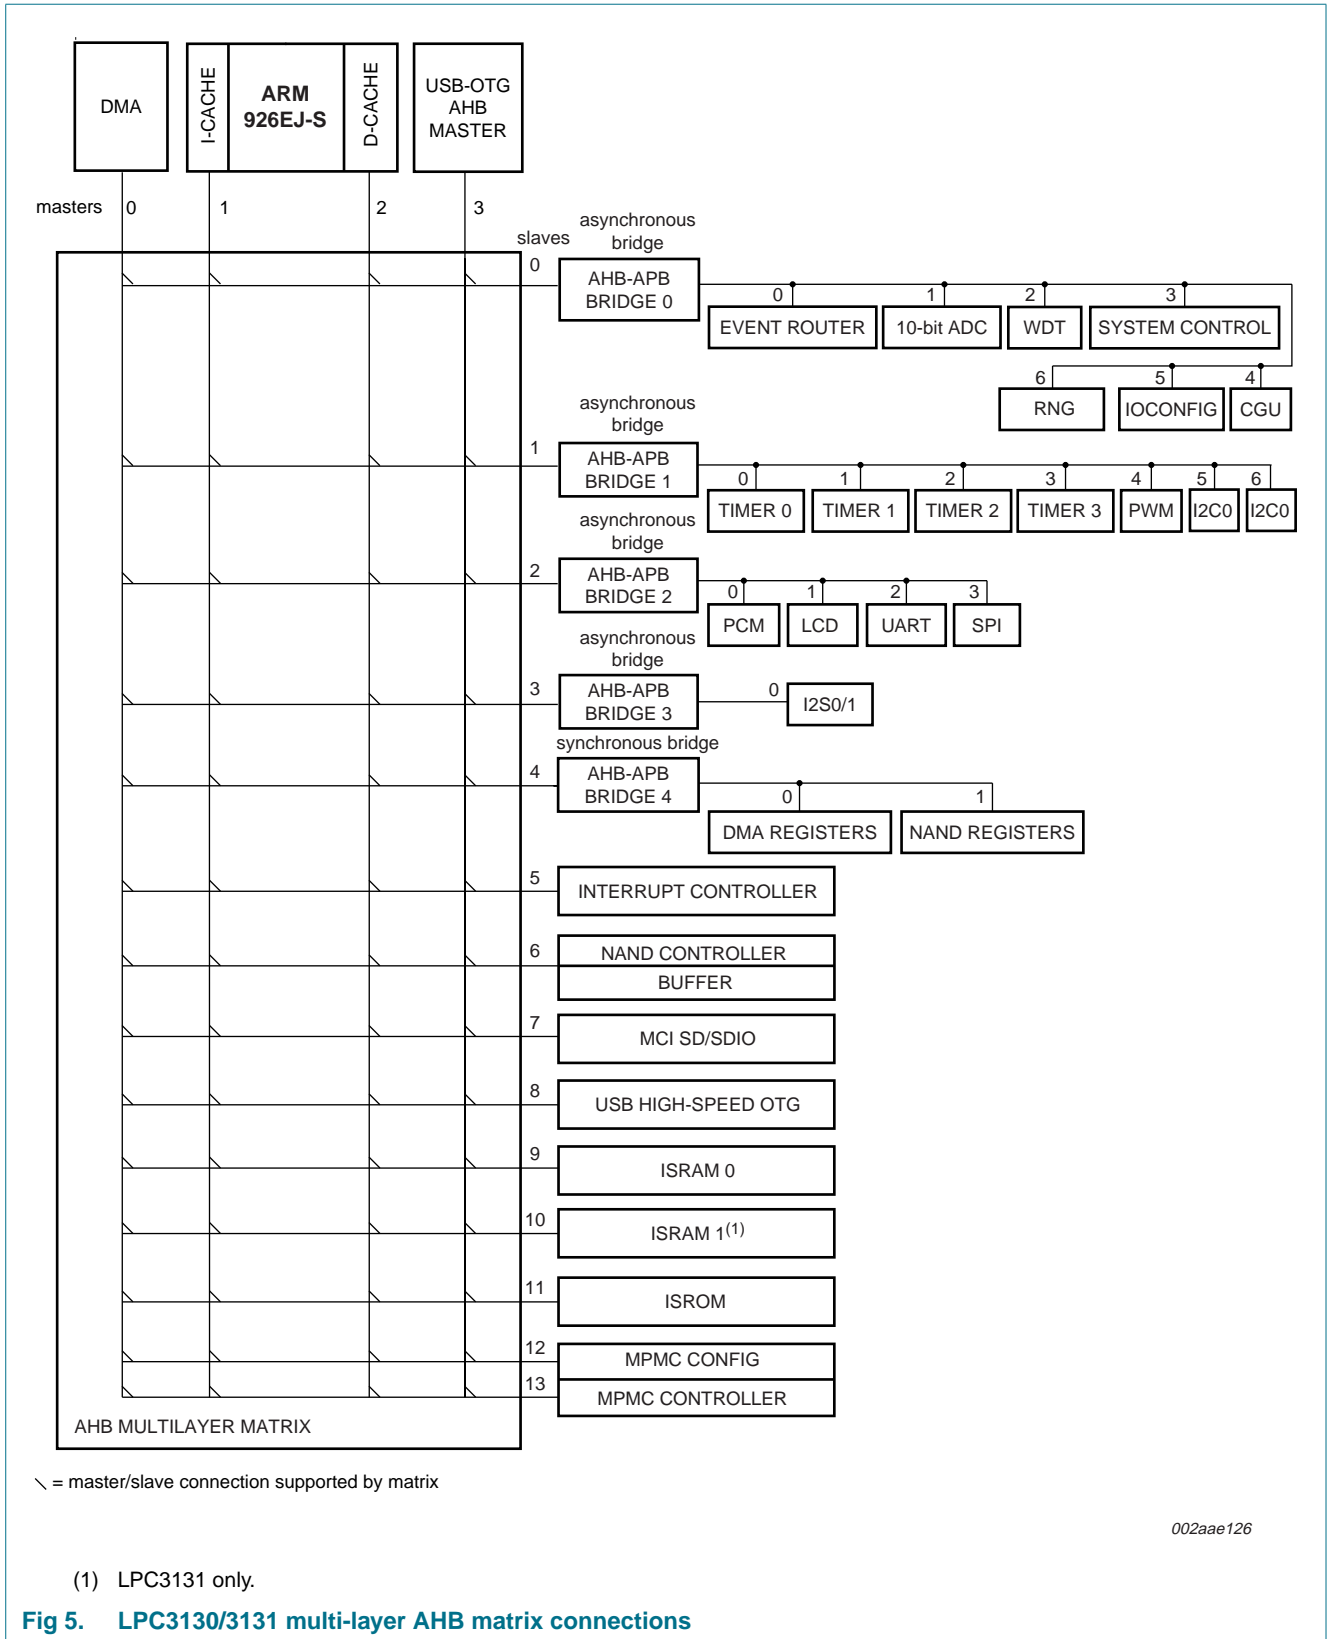 DMA
I-CACHE
ARM
926EJ-S
D-CACHE
USB-OTG
AHB
MASTER
masters 0 1 2 3
slaves
asynchronous
bridge
0
AHB-APB
BRIDGE 0
0 1 2 3
EVENT ROUTER 10-bit ADC WDT SYSTEM CONTROL
6 5 4
RNG IOCONFIG CGU
asynchronous
bridge
1
AHB-APB
BRIDGE 1
0 1 2 3 4 5 6
TIMER 0 TIMER 1 TIMER 2 TIMER 3 PWM I2C0 I2C0
asynchronous
bridge
2
AHB-APB
BRIDGE 2
0 1 2 3
PCM LCD UART SPI
asynchronous
bridge
3
AHB-APB
BRIDGE 3
0
I2S0/1
synchronous bridge
4
AHB-APB
BRIDGE 4
0 1
DMA REGISTERS NAND REGISTERS
5
INTERRUPT CONTROLLER
6
NAND CONTROLLER
BUFFER
7
MCI SD/SDIO
8
USB HIGH-SPEED OTG
9
ISRAM 0
10
ISRAM 1(1)
11
ISROM
12
MPMC CONFIG
13
MPMC CONTROLLER
AHB MULTILAYER MATRIX
= master/slave connection supported by matrix
002aae126
(1) LPC3131 only.
Fig 5. LPC3130/3131 multi-layer AHB matrix connections